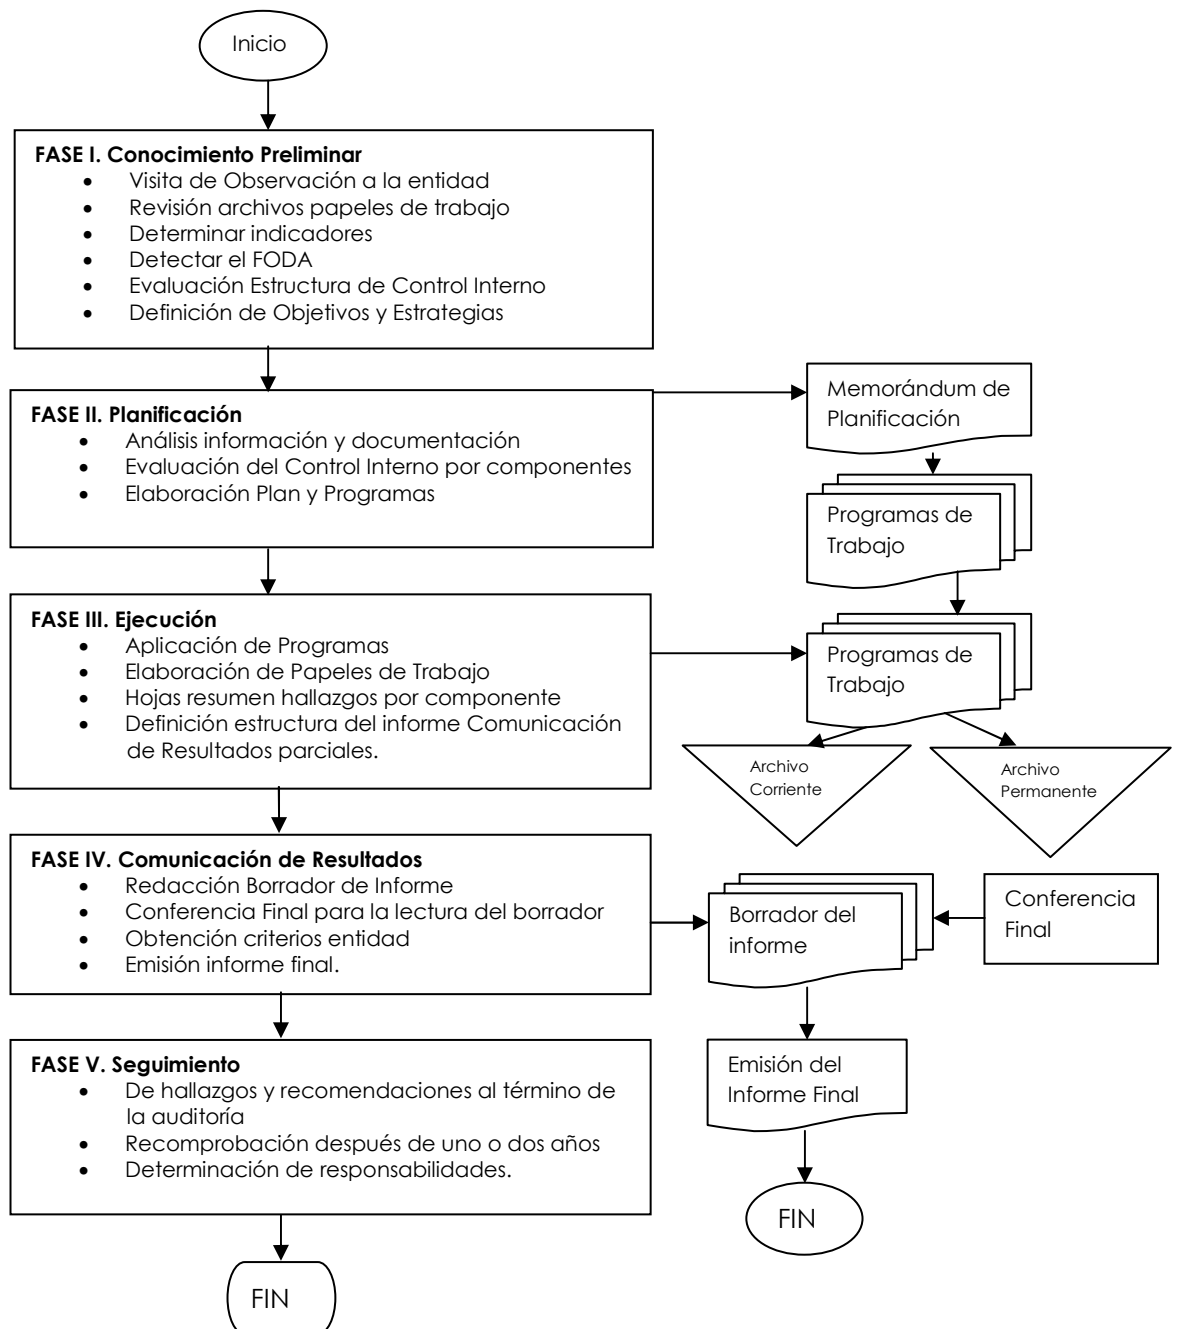 Inicio
FASE I. Conocimiento Preliminar
• Visita de Observación a la entidad
• Revisión archivos papeles de trabajo
• Determinar indicadores
• Detectar el FODA
• Evaluación Estructura de Control Interno
• Definición de Objetivos y Estrategias
FASE II. Planificación
• Análisis información y documentación
• Evaluación del Control Interno por componentes
• Elaboración Plan y Programas
Memorándum de
Planificación
Programas de
Trabajo
FASE III. Ejecución
• Aplicación de Programas
• Elaboración de Papeles de Trabajo
• Hojas resumen hallazgos por componente
• Definición estructura del informe Comunicación
de Resultados parciales.
Programas de
Trabajo
Archivo
Corriente
Archivo
Permanente
FASE IV. Comunicación de Resultados
• Redacción Borrador de Informe
• Conferencia Final para la lectura del borrador
• Obtención criterios entidad
• Emisión informe final.
Borrador del
informe
Conferencia
Final
FASE V. Seguimiento
• De hallazgos y recomendaciones al término de
la auditoría
• Recomprobación después de uno o dos años
• Determinación de responsabilidades.
Emisión del
Informe Final
FIN
FIN